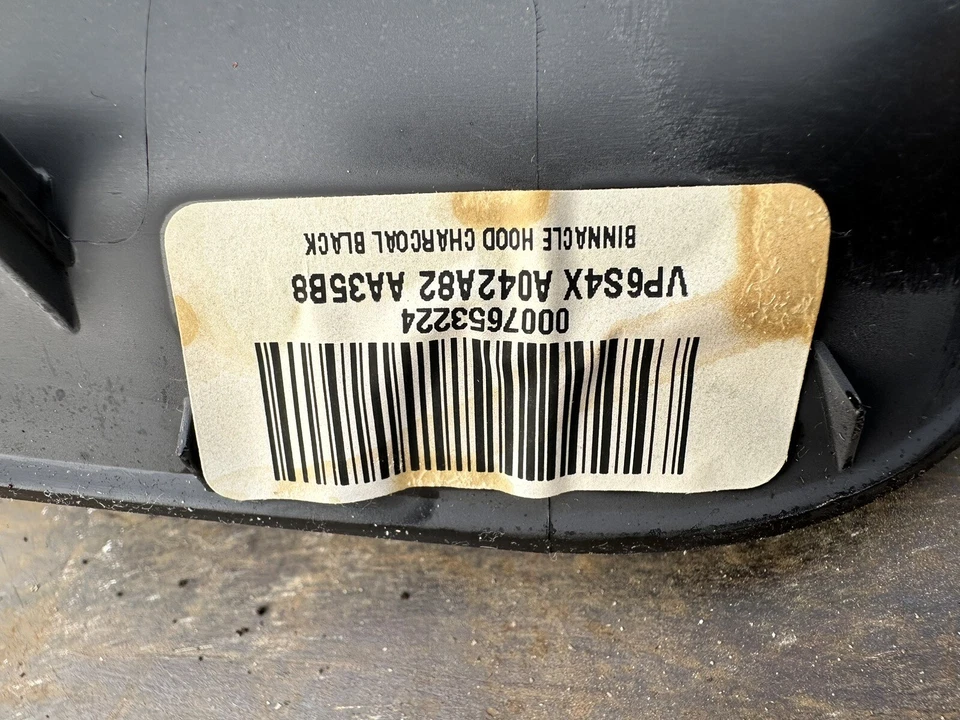 0007653224
VP6S4X A042A82 AA35B8
BINNACLE HOOD CHARCOAL BLACK